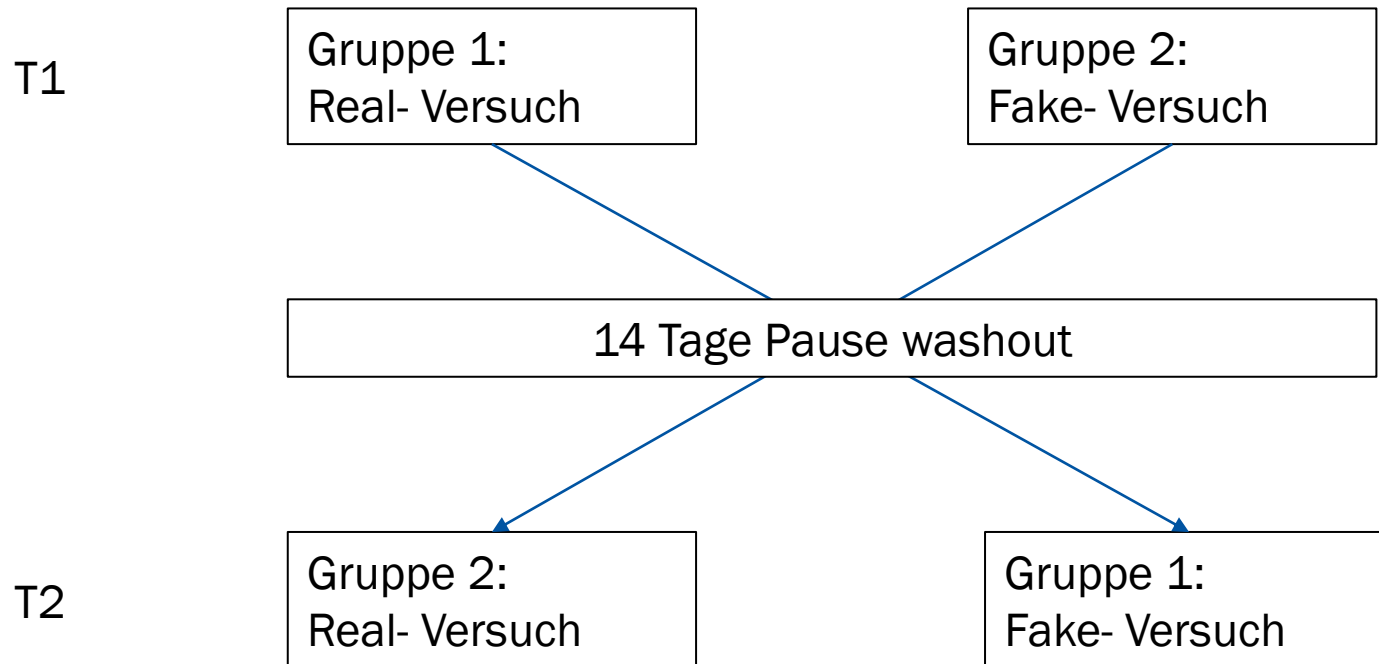 T1
Gruppe 1:
Real- Versuch
Gruppe 2:
Fake- Versuch
14 Tage Pause washout
T2
Gruppe 2:
Real- Versuch
Gruppe 1:
Fake- Versuch